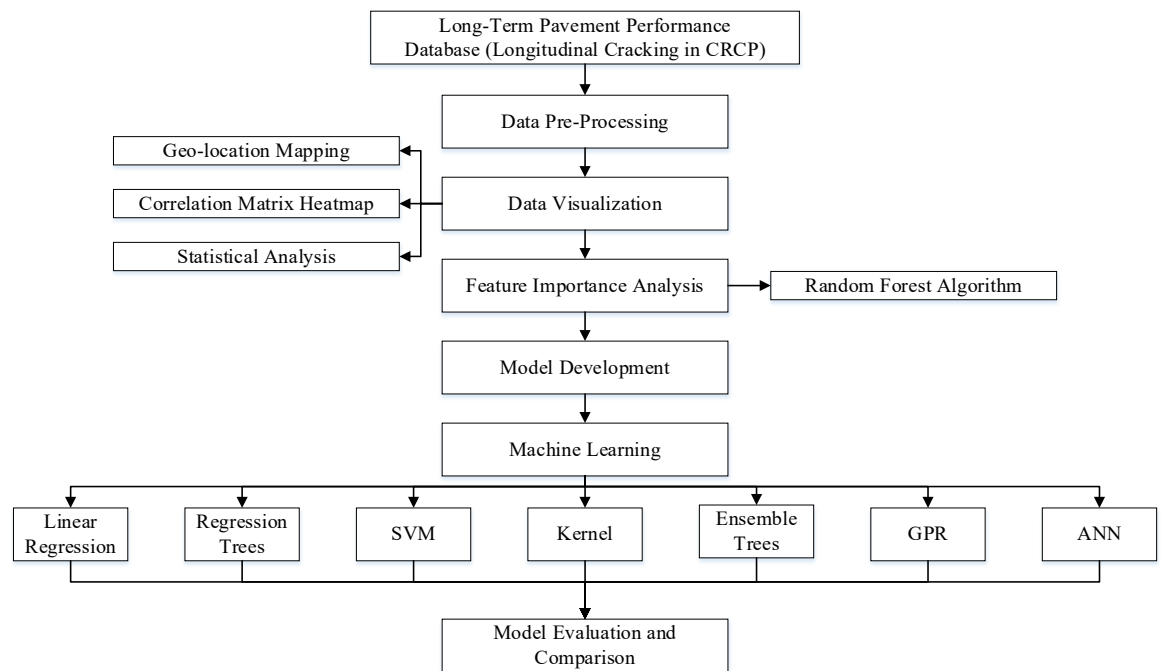 Long-Term Pavement Performance
Database (Longitudinal Cracking in CRCP)
Data Pre-Processing
Geo-location Mapping
Correlation Matrix Heatmap
Data Visualization
Statistical Analysis
Feature Importance Analysis
Random Forest Algorithm
Model Development
Machine Learning
Linear
Regression
Regression
Trees
SVM
Kernel
Ensemble
Trees
GPR
ANN
Model Evaluation and
Comparison